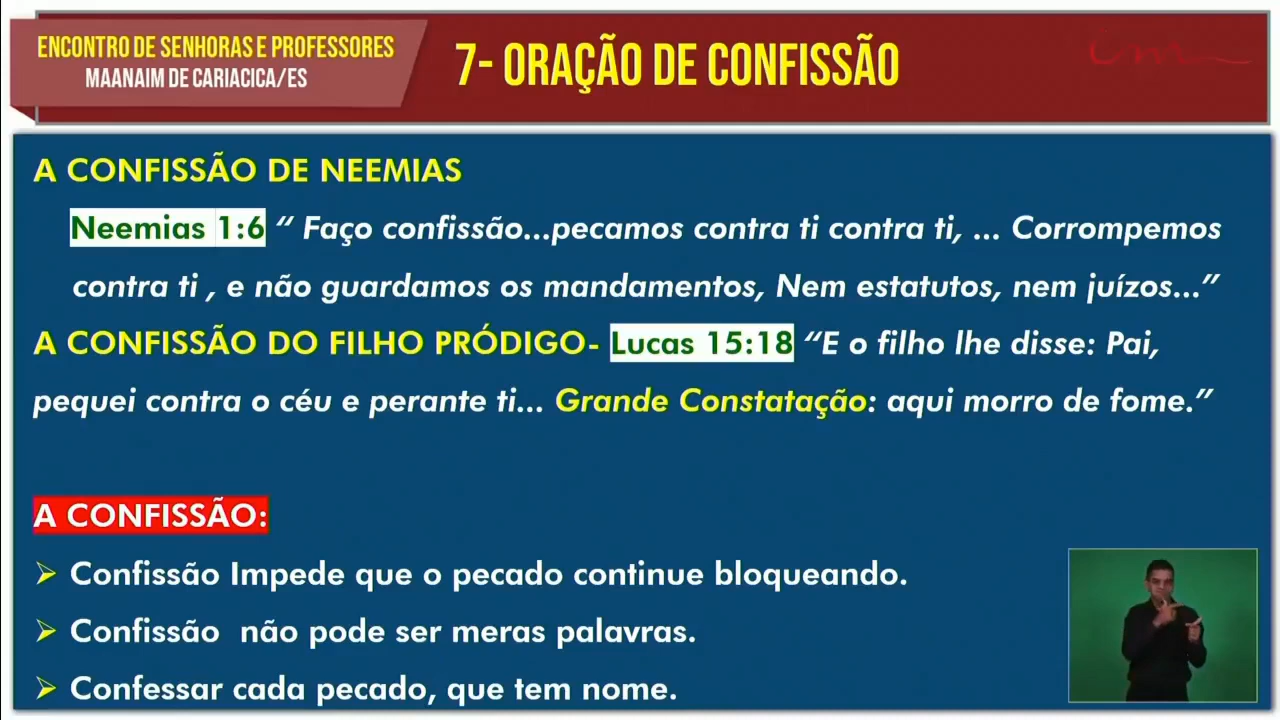 ENCONTRO DE SENHORAS E PROFESSORES
MAANAIM DE CARIACICA/ES
7- ORAÇÃO DE CONFISSÃO
im
A CONFISSÃO DE NEEMIAS
Neemias 1:6 “ Faço confissão...pecamos contra ti contra ti, ... Corrompemos
contra ti , e não guardamos os mandamentos, Nem estatutos, nem juízos...”
A CONFISSÃO DO FILHO PRÓDIGO- Lucas 15:18 “E o filho lhe disse: Pai,
pequei contra o céu e perante ti... Grande Constatação: aqui morro de fome.”
A CONFISSÃO:
➢ Confissão Impede que o pecado continue bloqueando.
➢ Confissão não pode ser meras palavras.
➢ Confessar cada pecado, que tem nome.